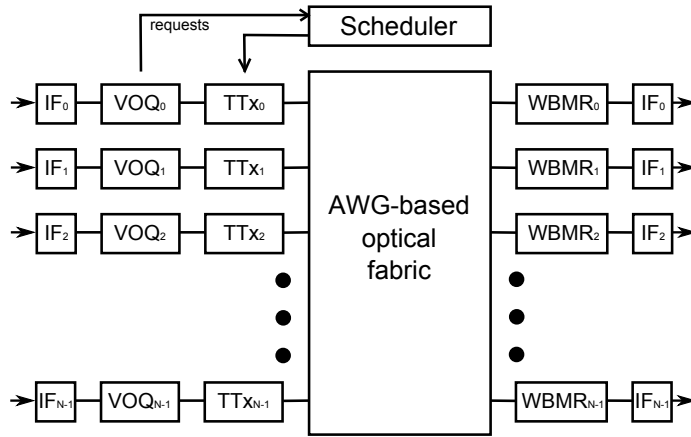 requests
Scheduler
IF₀ VOQ₀ TTx₀ WBMR₀ IF₀
IF₁ VOQ₁ TTx₁ WBMR₁ IF₁
AWG-based
optical
fabric
IF₂ VOQ₂ TTx₂ WBMR₂ IF₂
IFN-1 VOQN-1 TTxN-1 WBMRN-1 IFN-1